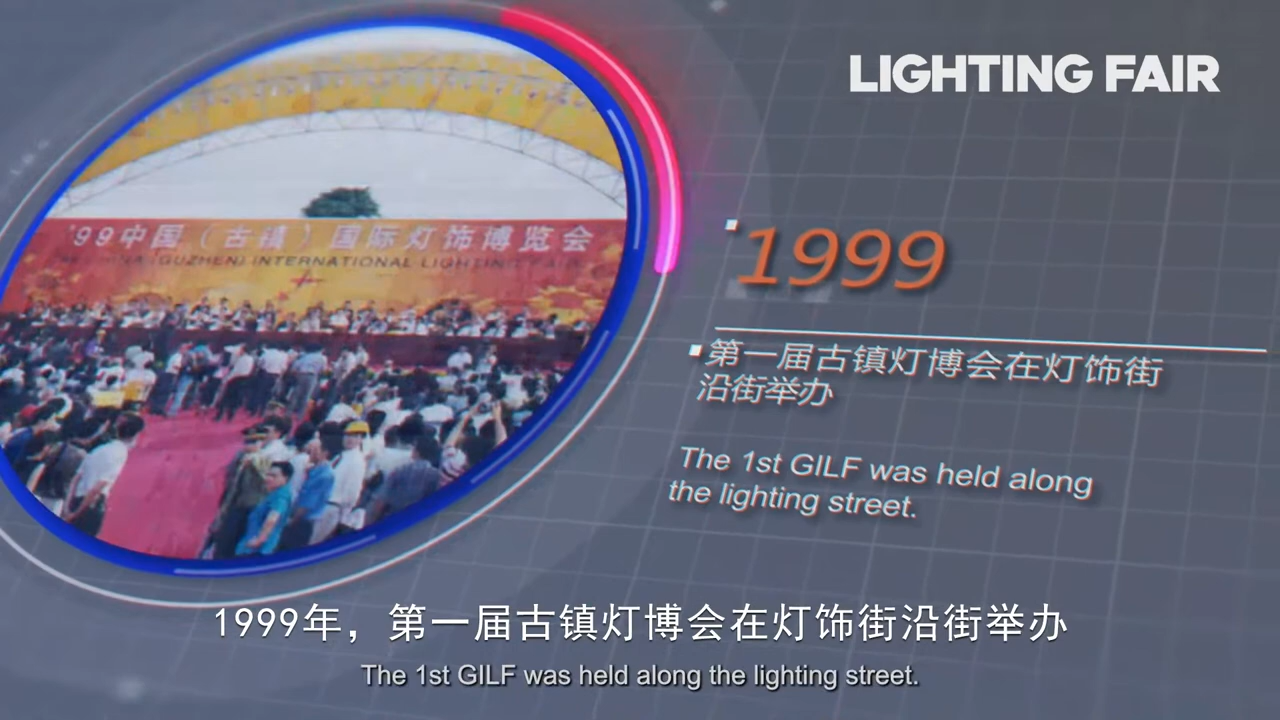 LIGHTING FAIR
'99中国（古镇）国际灯饰博览会
(GUZHEN) INTERNATIONAL LIGHTING FAIR
1999
第一届古镇灯博会在灯饰街
沿街举办
The 1st GILF was held along
the lighting street.
1999年，第一届古镇灯博会在灯饰街沿街举办
The 1st GILF was held along the lighting street.